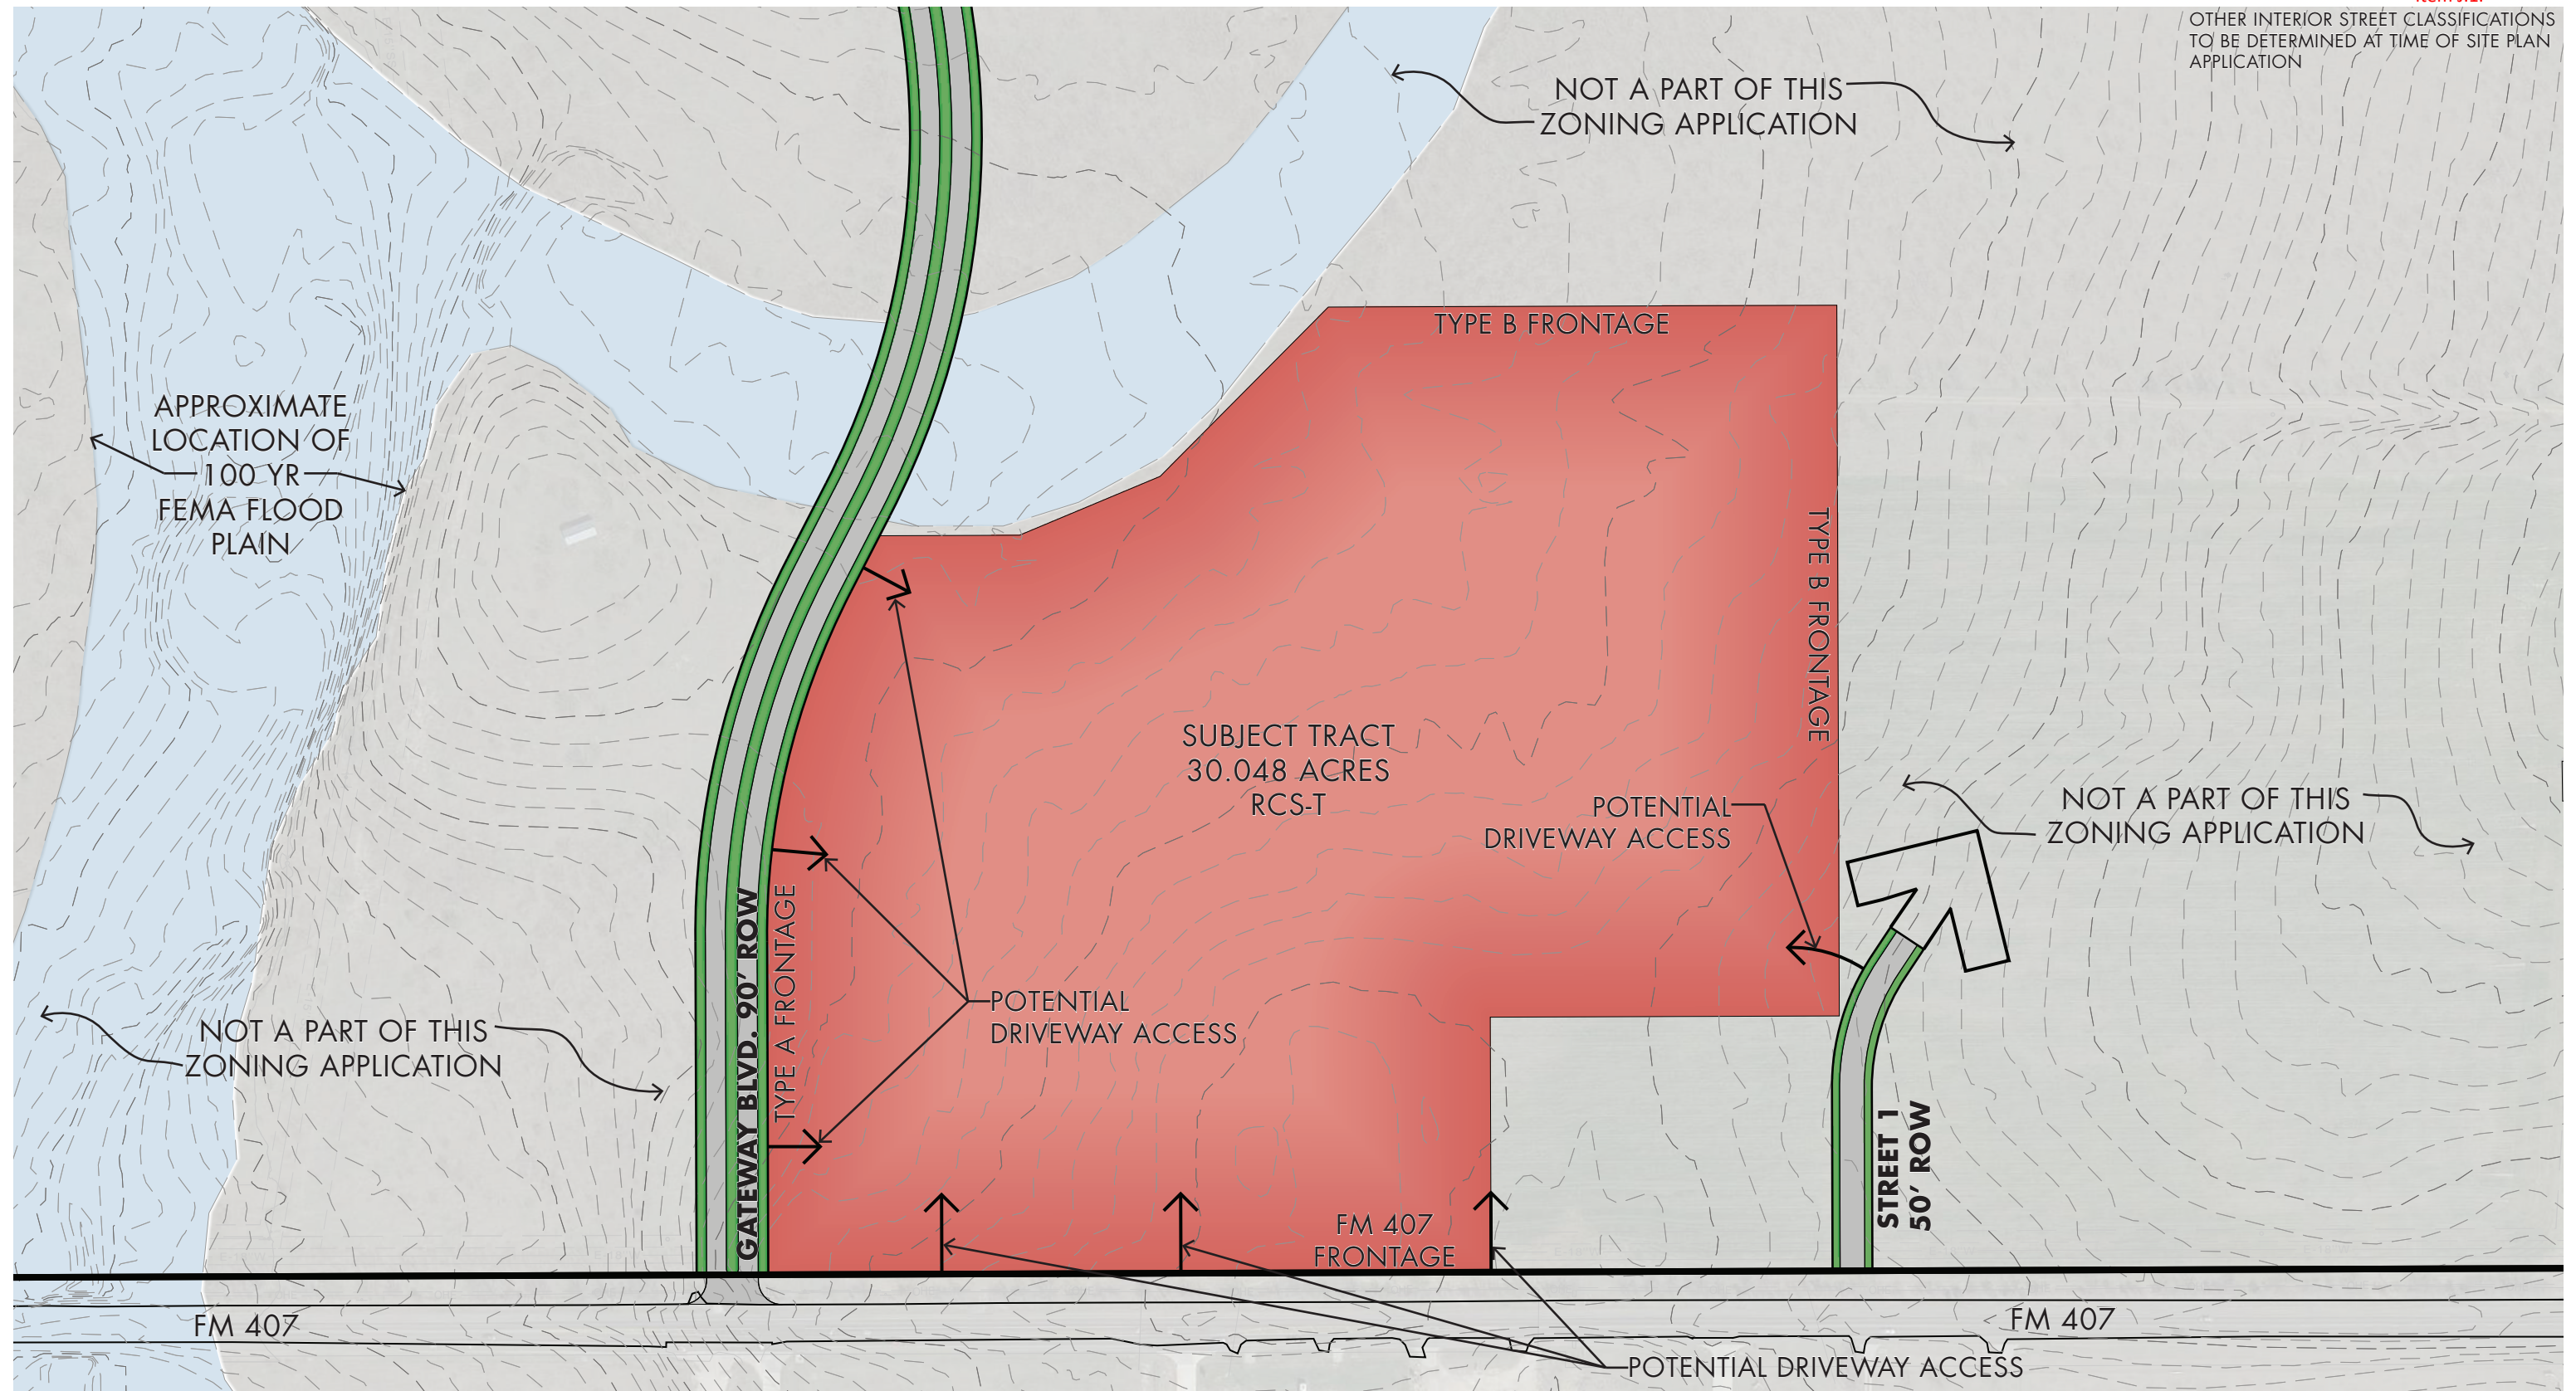 OTHER INTERIOR STREET CLASSIFICATIONS
TO BE DETERMINED AT TIME OF SITE PLAN
APPLICATION
NOT A PART OF THIS
ZONING APPLICATION
TYPE B FRONTAGE
APPROXIMATE
LOCATION OF
100 YR
FEMA FLOOD
PLAIN
TYPE B FRONTAGE
SUBJECT TRACT
30.048 ACRES
RCS-T
POTENTIAL
DRIVEWAY ACCESS
NOT A PART OF THIS
ZONING APPLICATION
GATEWAY BLVD. 90' ROW
TYPE A FRONTAGE
POTENTIAL
DRIVEWAY ACCESS
NOT A PART OF THIS
ZONING APPLICATION
STREET 1
50' ROW
FM 407
FRONTAGE
FM 407
FM 407
POTENTIAL DRIVEWAY ACCESS